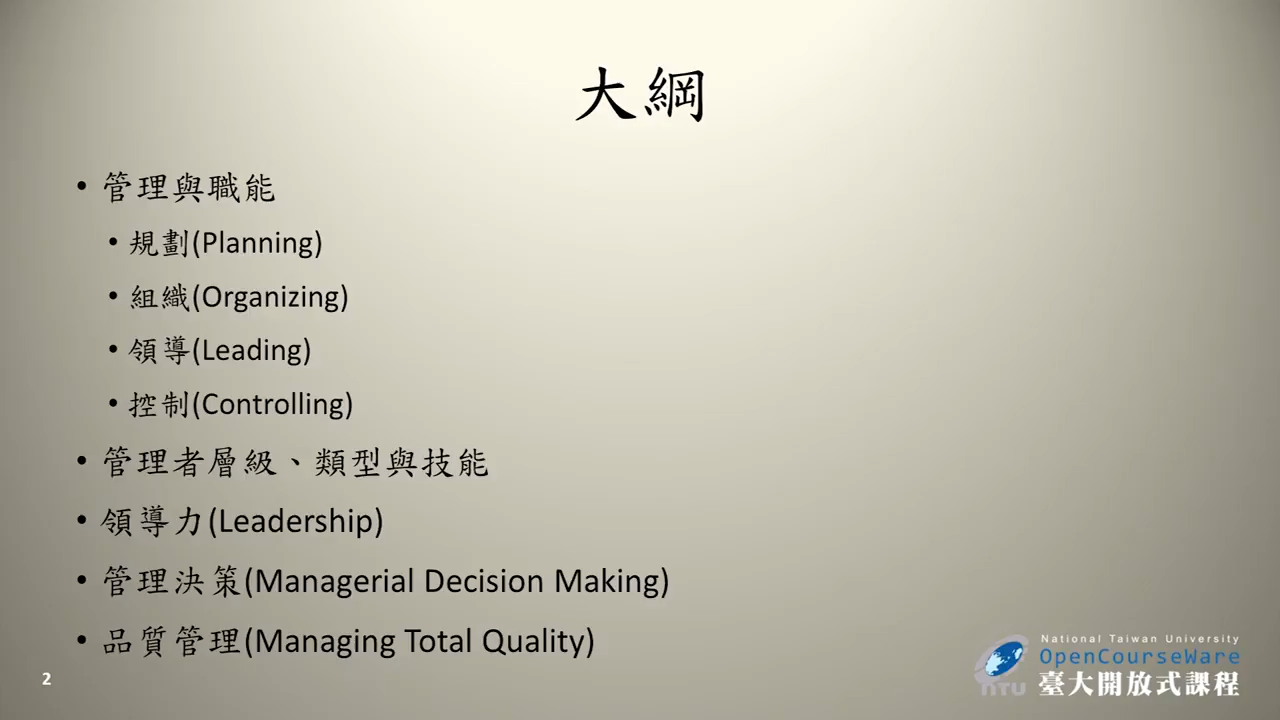 大綱
• 管理與職能
• 規劃(Planning)
• 組織(Organizing)
• 領導(Leading)
• 控制(Controlling)
• 管理者層級、類型與技能
• 領導力(Leadership)
• 管理決策(Managerial Decision Making)
• 品質管理(Managing Total Quality)
2
National Taiwan University
OpenCourseWare
NTU 臺大開放式課程